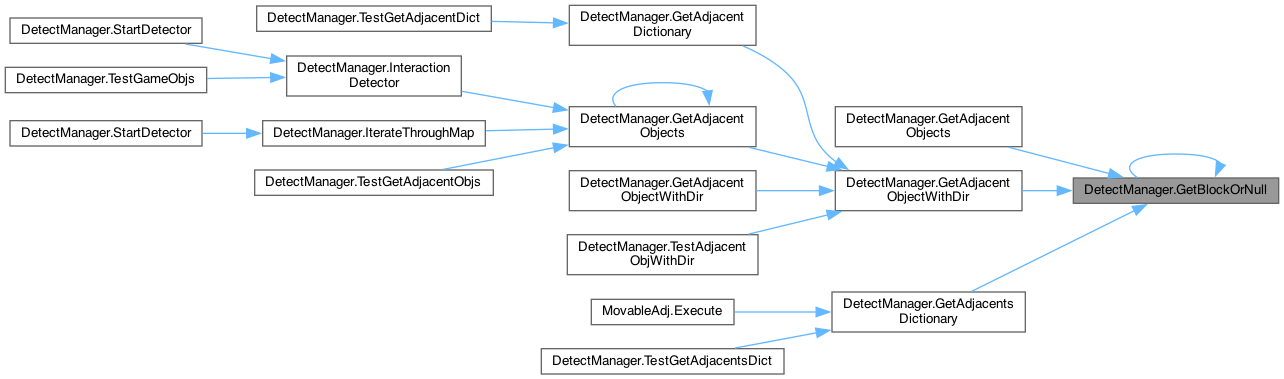 DetectManager.StartDetector
DetectManager.TestGameObjs
DetectManager.StartDetector
DetectManager.TestGetAdjacentDict
DetectManager.Interaction
Detector
DetectManager.IterateThroughMap
DetectManager.TestGetAdjacentObjs
DetectManager.GetAdjacent
Dictionary
DetectManager.GetAdjacent
Objects
DetectManager.GetAdjacent
ObjectWithDir
DetectManager.TestAdjacent
ObjWithDir
MovableAdj.Execute
DetectManager.TestGetAdjacentsDict
DetectManager.GetAdjacent
Objects
DetectManager.GetAdjacent
ObjectWithDir
DetectManager.GetAdjacents
Dictionary
DetectManager.GetBlockOrNull